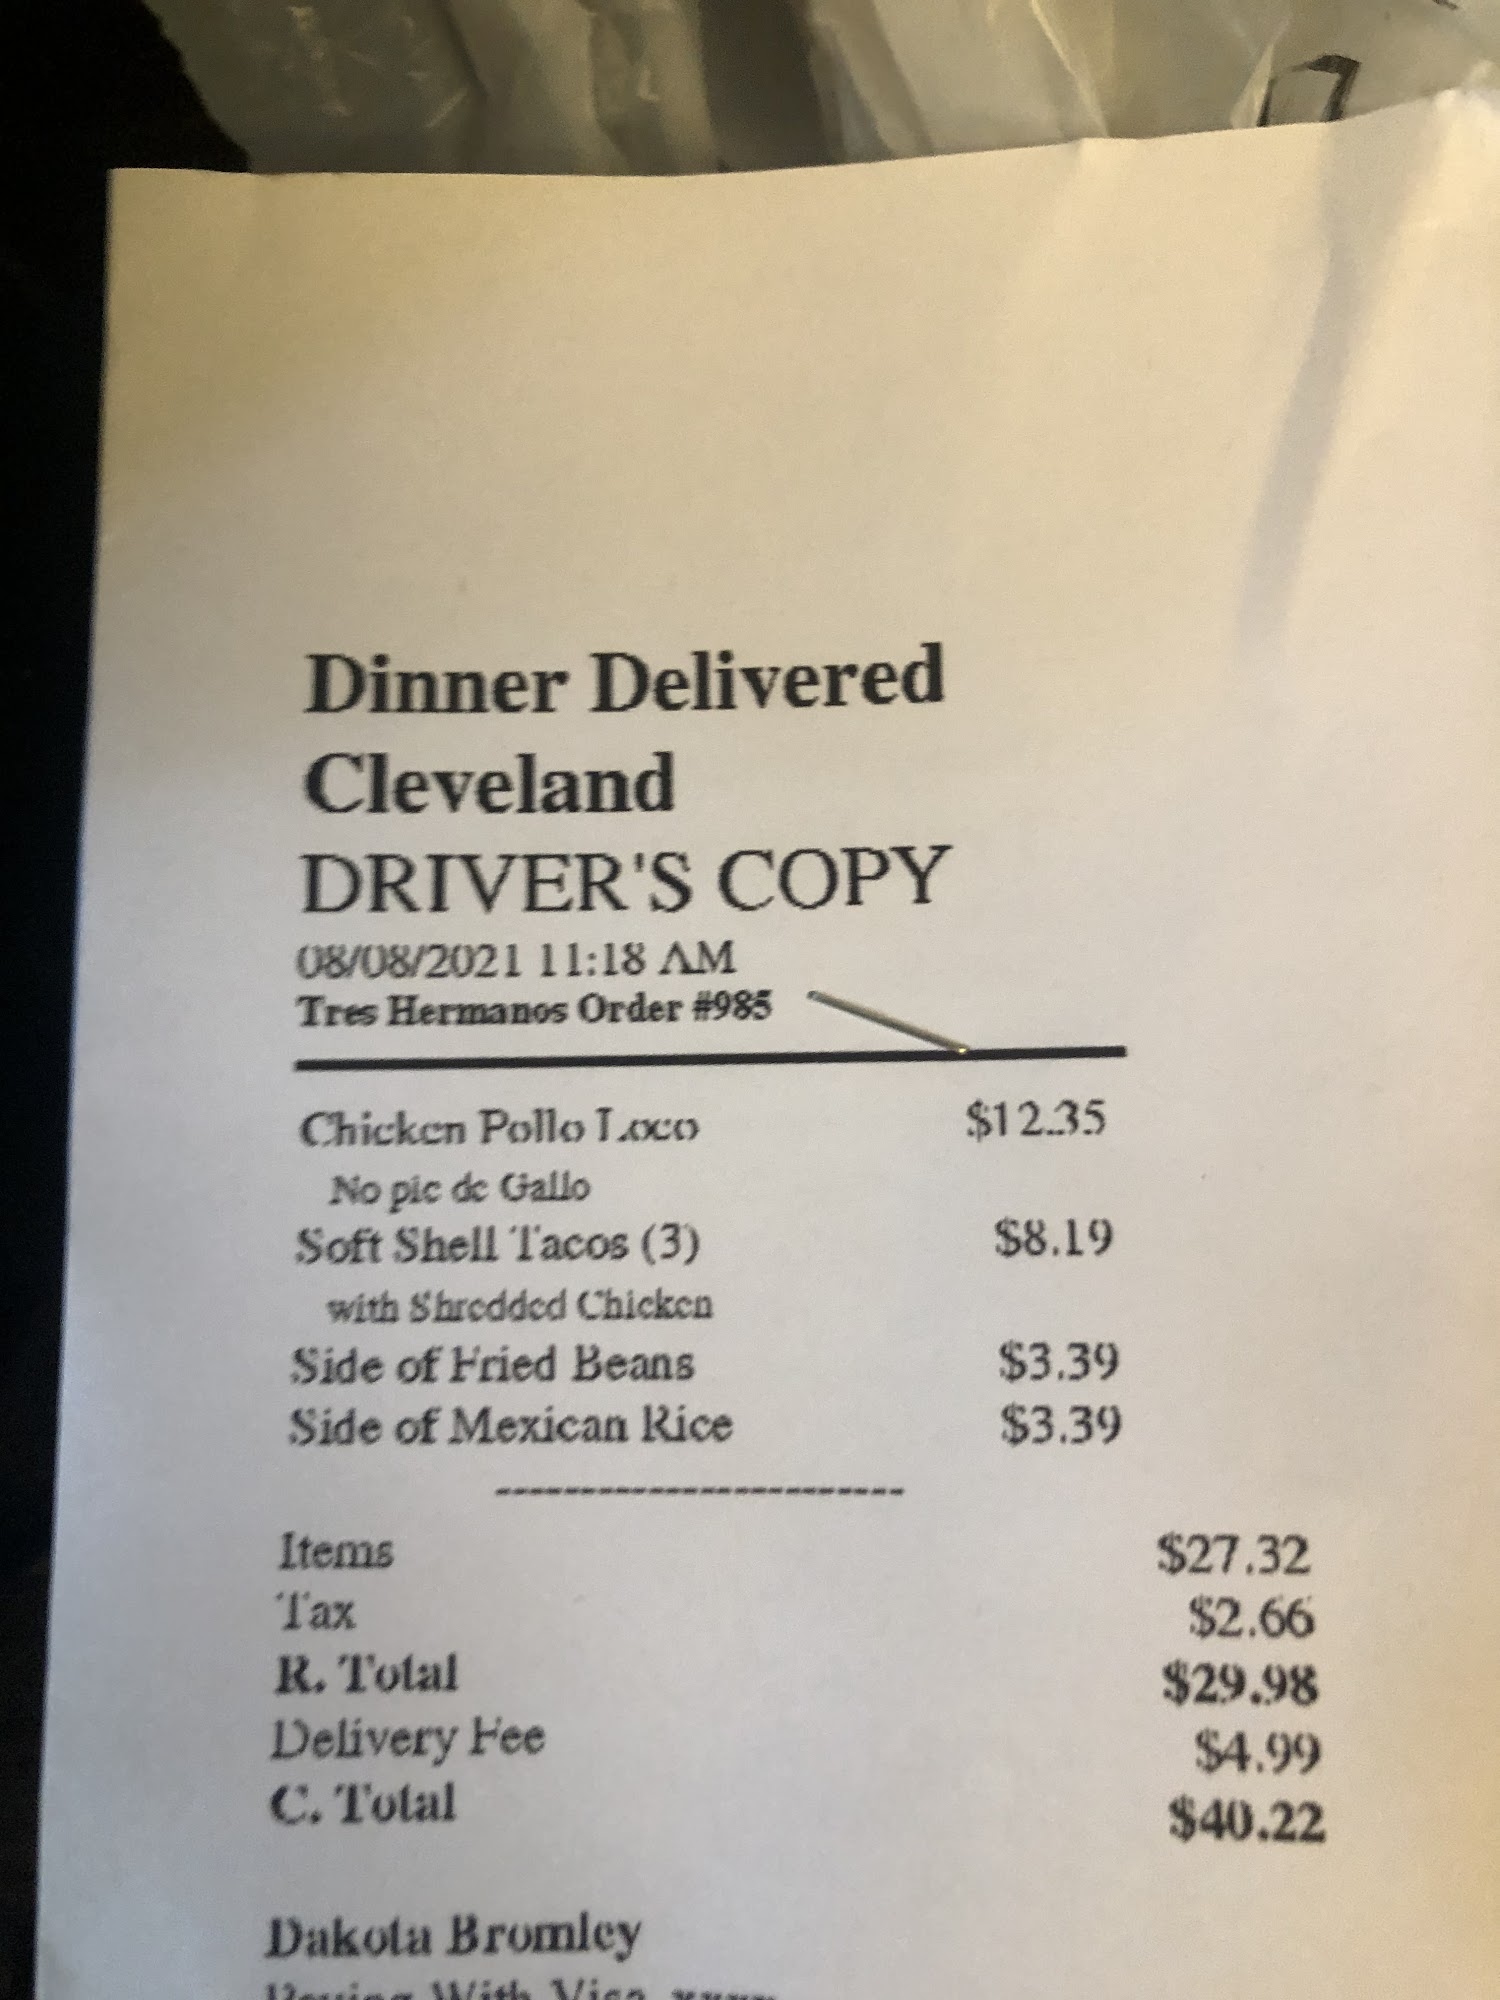 Dinner Delivered
Cleveland
DRIVER'S COPY
08/08/2021 11:18 AM
Tres Hermanos Order #985
Chicken Pollo Loco $12.35
No pic de Gallo
Soft Shell Tacos (3) $8.19
with Shredded Chicken
Side of Fried Beans $3.39
Side of Mexican Rice $3.39
------------------------
Items $27.32
Tax $2.66
R. Total $29.98
Delivery Fee $4.99
C. Total $40.22
Dakota Bromley
Paying With Visa